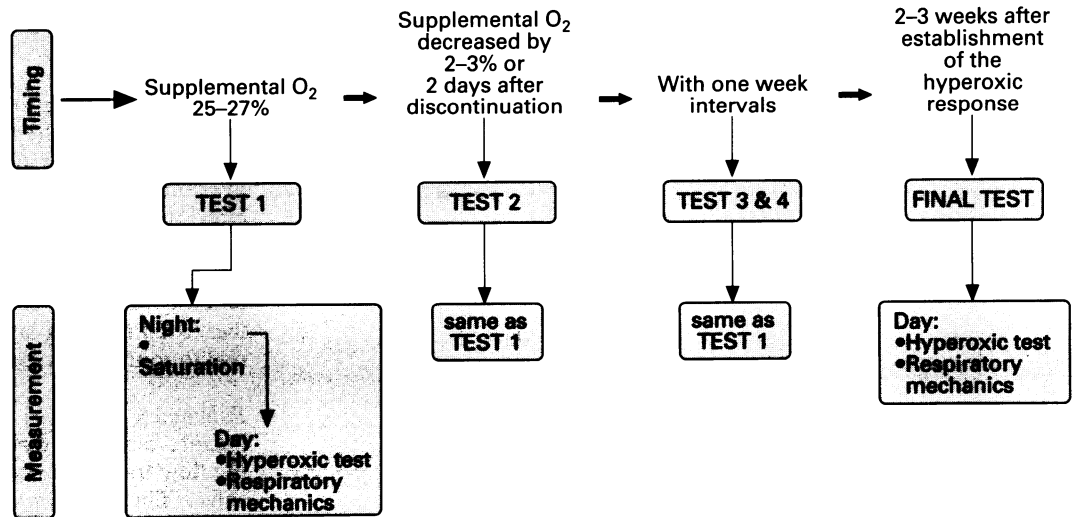 Timing
Supplemental O₂
25–27%
Supplemental O₂
decreased by
2–3% or
2 days after
discontinuation
With one week
intervals
2–3 weeks after
establishment
of the
hyperoxic
response
TEST 1
TEST 2
TEST 3 & 4
FINAL TEST
Measurement
Night:
•
Saturation
Day:
•Hyperoxic test
•Respiratory
mechanics
same as
TEST 1
same as
TEST 1
Day:
•Hyperoxic test
•Respiratory
mechanics